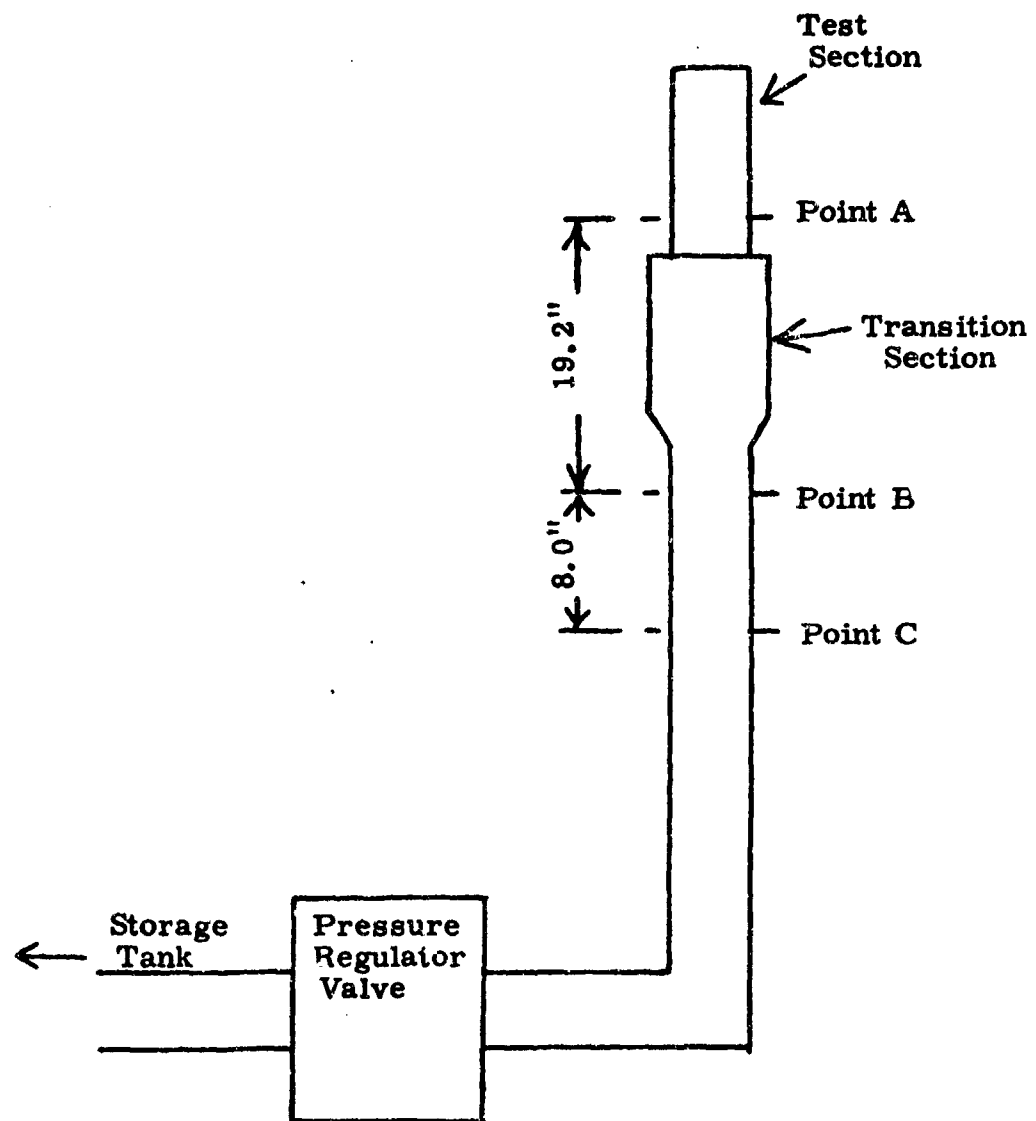 Test
Section
Point A
19.2"
Transition
Section
Point B
8.0"
Point C
Storage
Tank
Pressure
Regulator
Valve